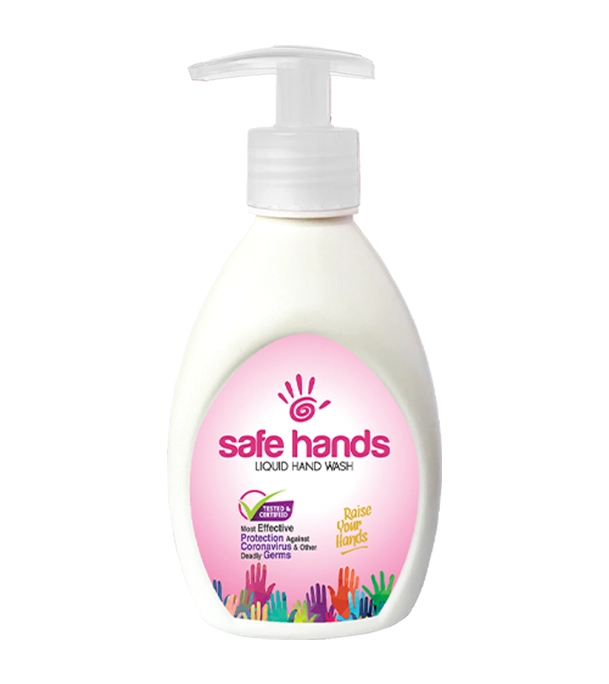 safe hands
LIQUID HAND WASH
TESTED &
CERTIFIED
Most Effective
Protection Against
Coronavirus & Other
Deadly Germs
Raise
Your
Hands